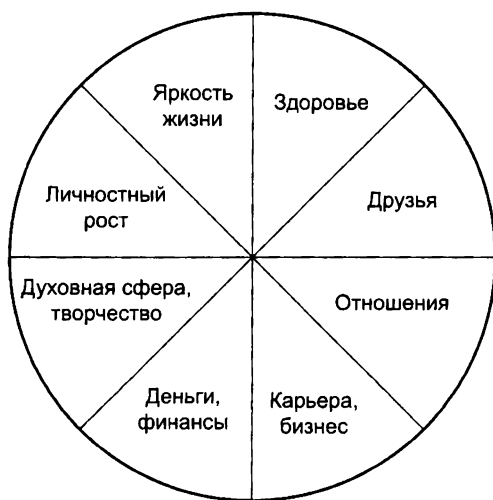 Яркость
жизни
Здоровье
Друзья
Отношения
Карьера,
бизнес
Деньги,
финансы
Духовная сфера,
творчество
Личностный
рост